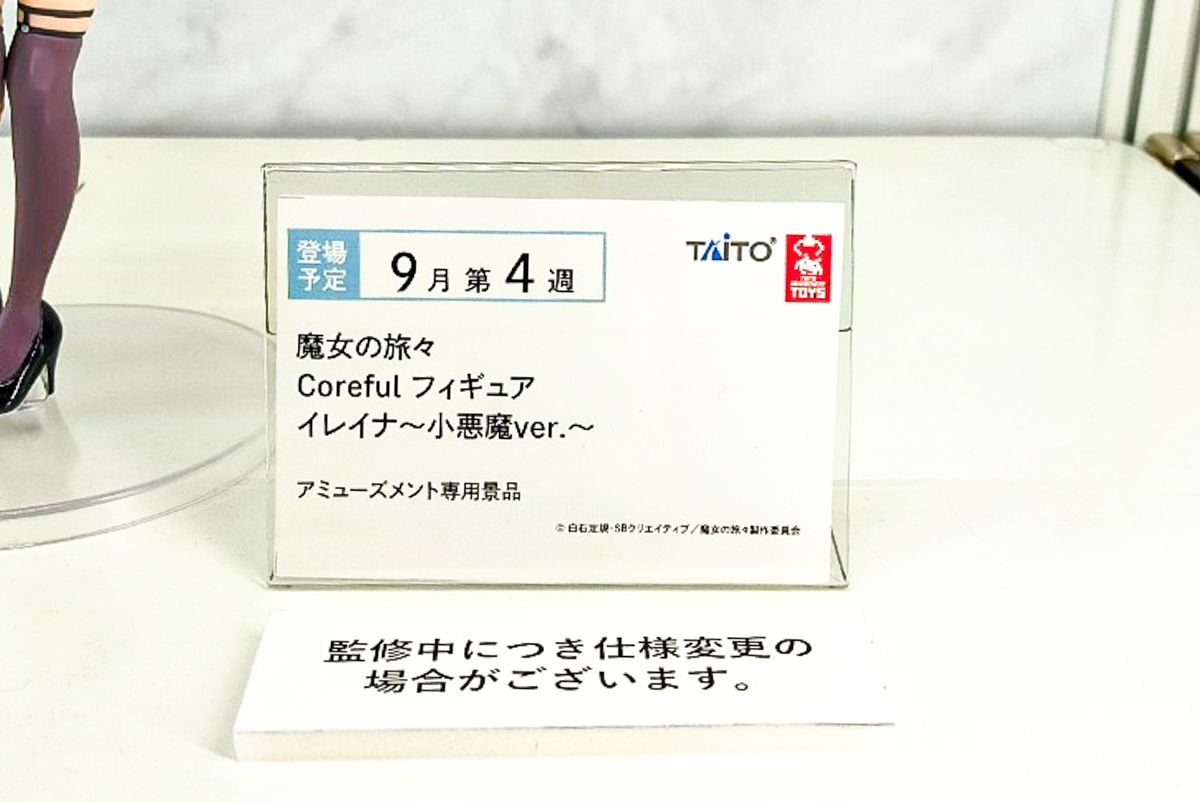 登場
予定
9月第4週
TAITO®
TOYS
魔女の旅々
Coreful フィギュア
イレイナ〜小悪魔ver.〜
アミューズメント専用景品
© 白石定規・SBクリエイティブ／魔女の旅々製作委員会
監修中につき仕様変更の
場合がございます。